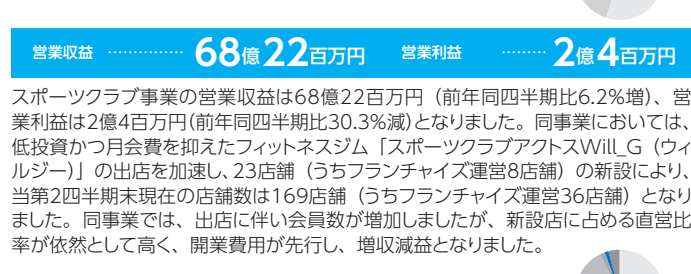 営業収益 …………… 68億22百万円 営業利益 ……… 2億4百万円
スポーツクラブ事業の営業収益は68億22百万円（前年同四半期比6.2%増）、営
業利益は2億4百万円(前年同四半期比30.3%減)となりました。同事業においては、
低投資かつ月会費を抑えたフィットネスジム「スポーツクラブアクトスWill_G（ウィ
ルジー）」の出店を加速し、23店舗（うちフランチャイズ運営8店舗）の新設により、
当第2四半期末現在の店舗数は169店舗（うちフランチャイズ運営36店舗）となり
ました。同事業では、出店に伴い会員数が増加しましたが、新設店に占める直営比
率が依然として高く、開業費用が先行し、増収減益となりました。